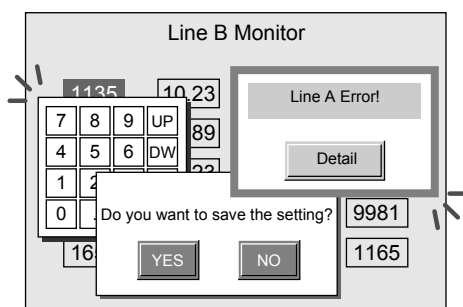 Line B Monitor
1135 10.23
Line A Error!
Detail
7 8 9 UP
4 5 6 DW
1
0
89
Do you want to save the setting?
YES NO
9981
16
1165